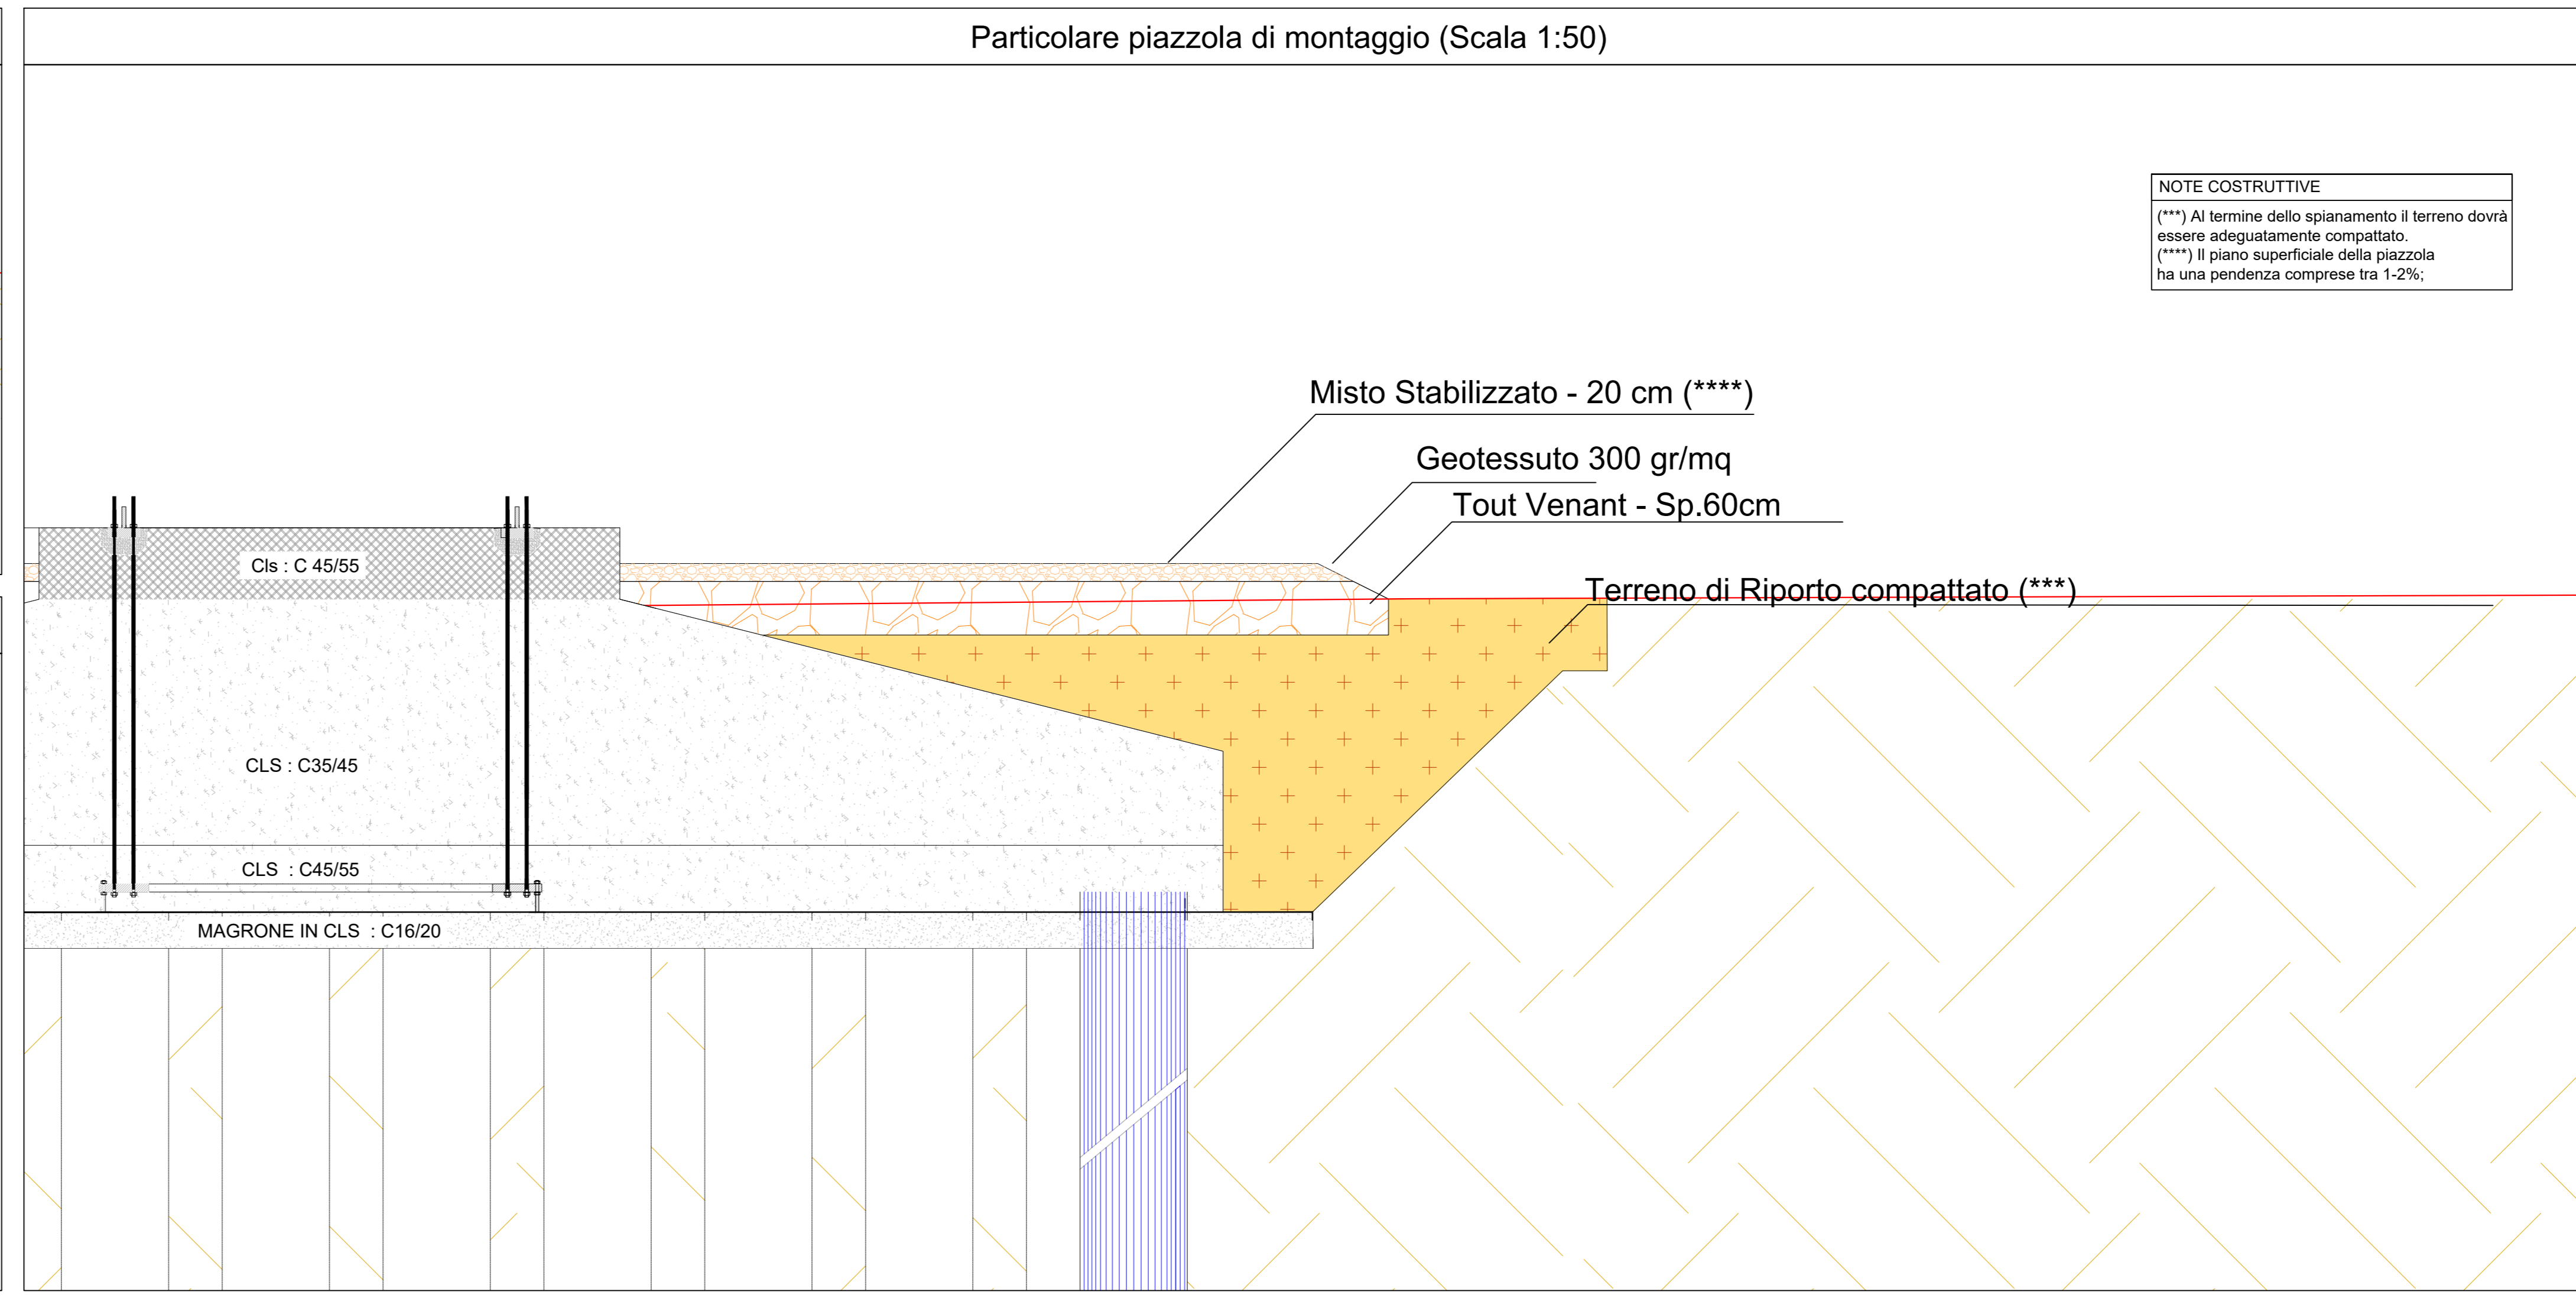 Particolare piazzola di montaggio (Scala 1:50)
NOTE COSTRUTTIVE
(***) Al termine dello spianamento il terreno dovrà
essere adeguatamente compattato.
(****) Il piano superficiale della piazzola
ha una pendenza comprese tra 1-2%;
Misto Stabilizzato - 20 cm (****)
Geotessuto 300 gr/mq
Tout Venant - Sp.60cm
Terreno di Riporto compattato (***)
Cls : C 45/55
CLS : C35/45
CLS : C45/55
MAGRONE IN CLS : C16/20